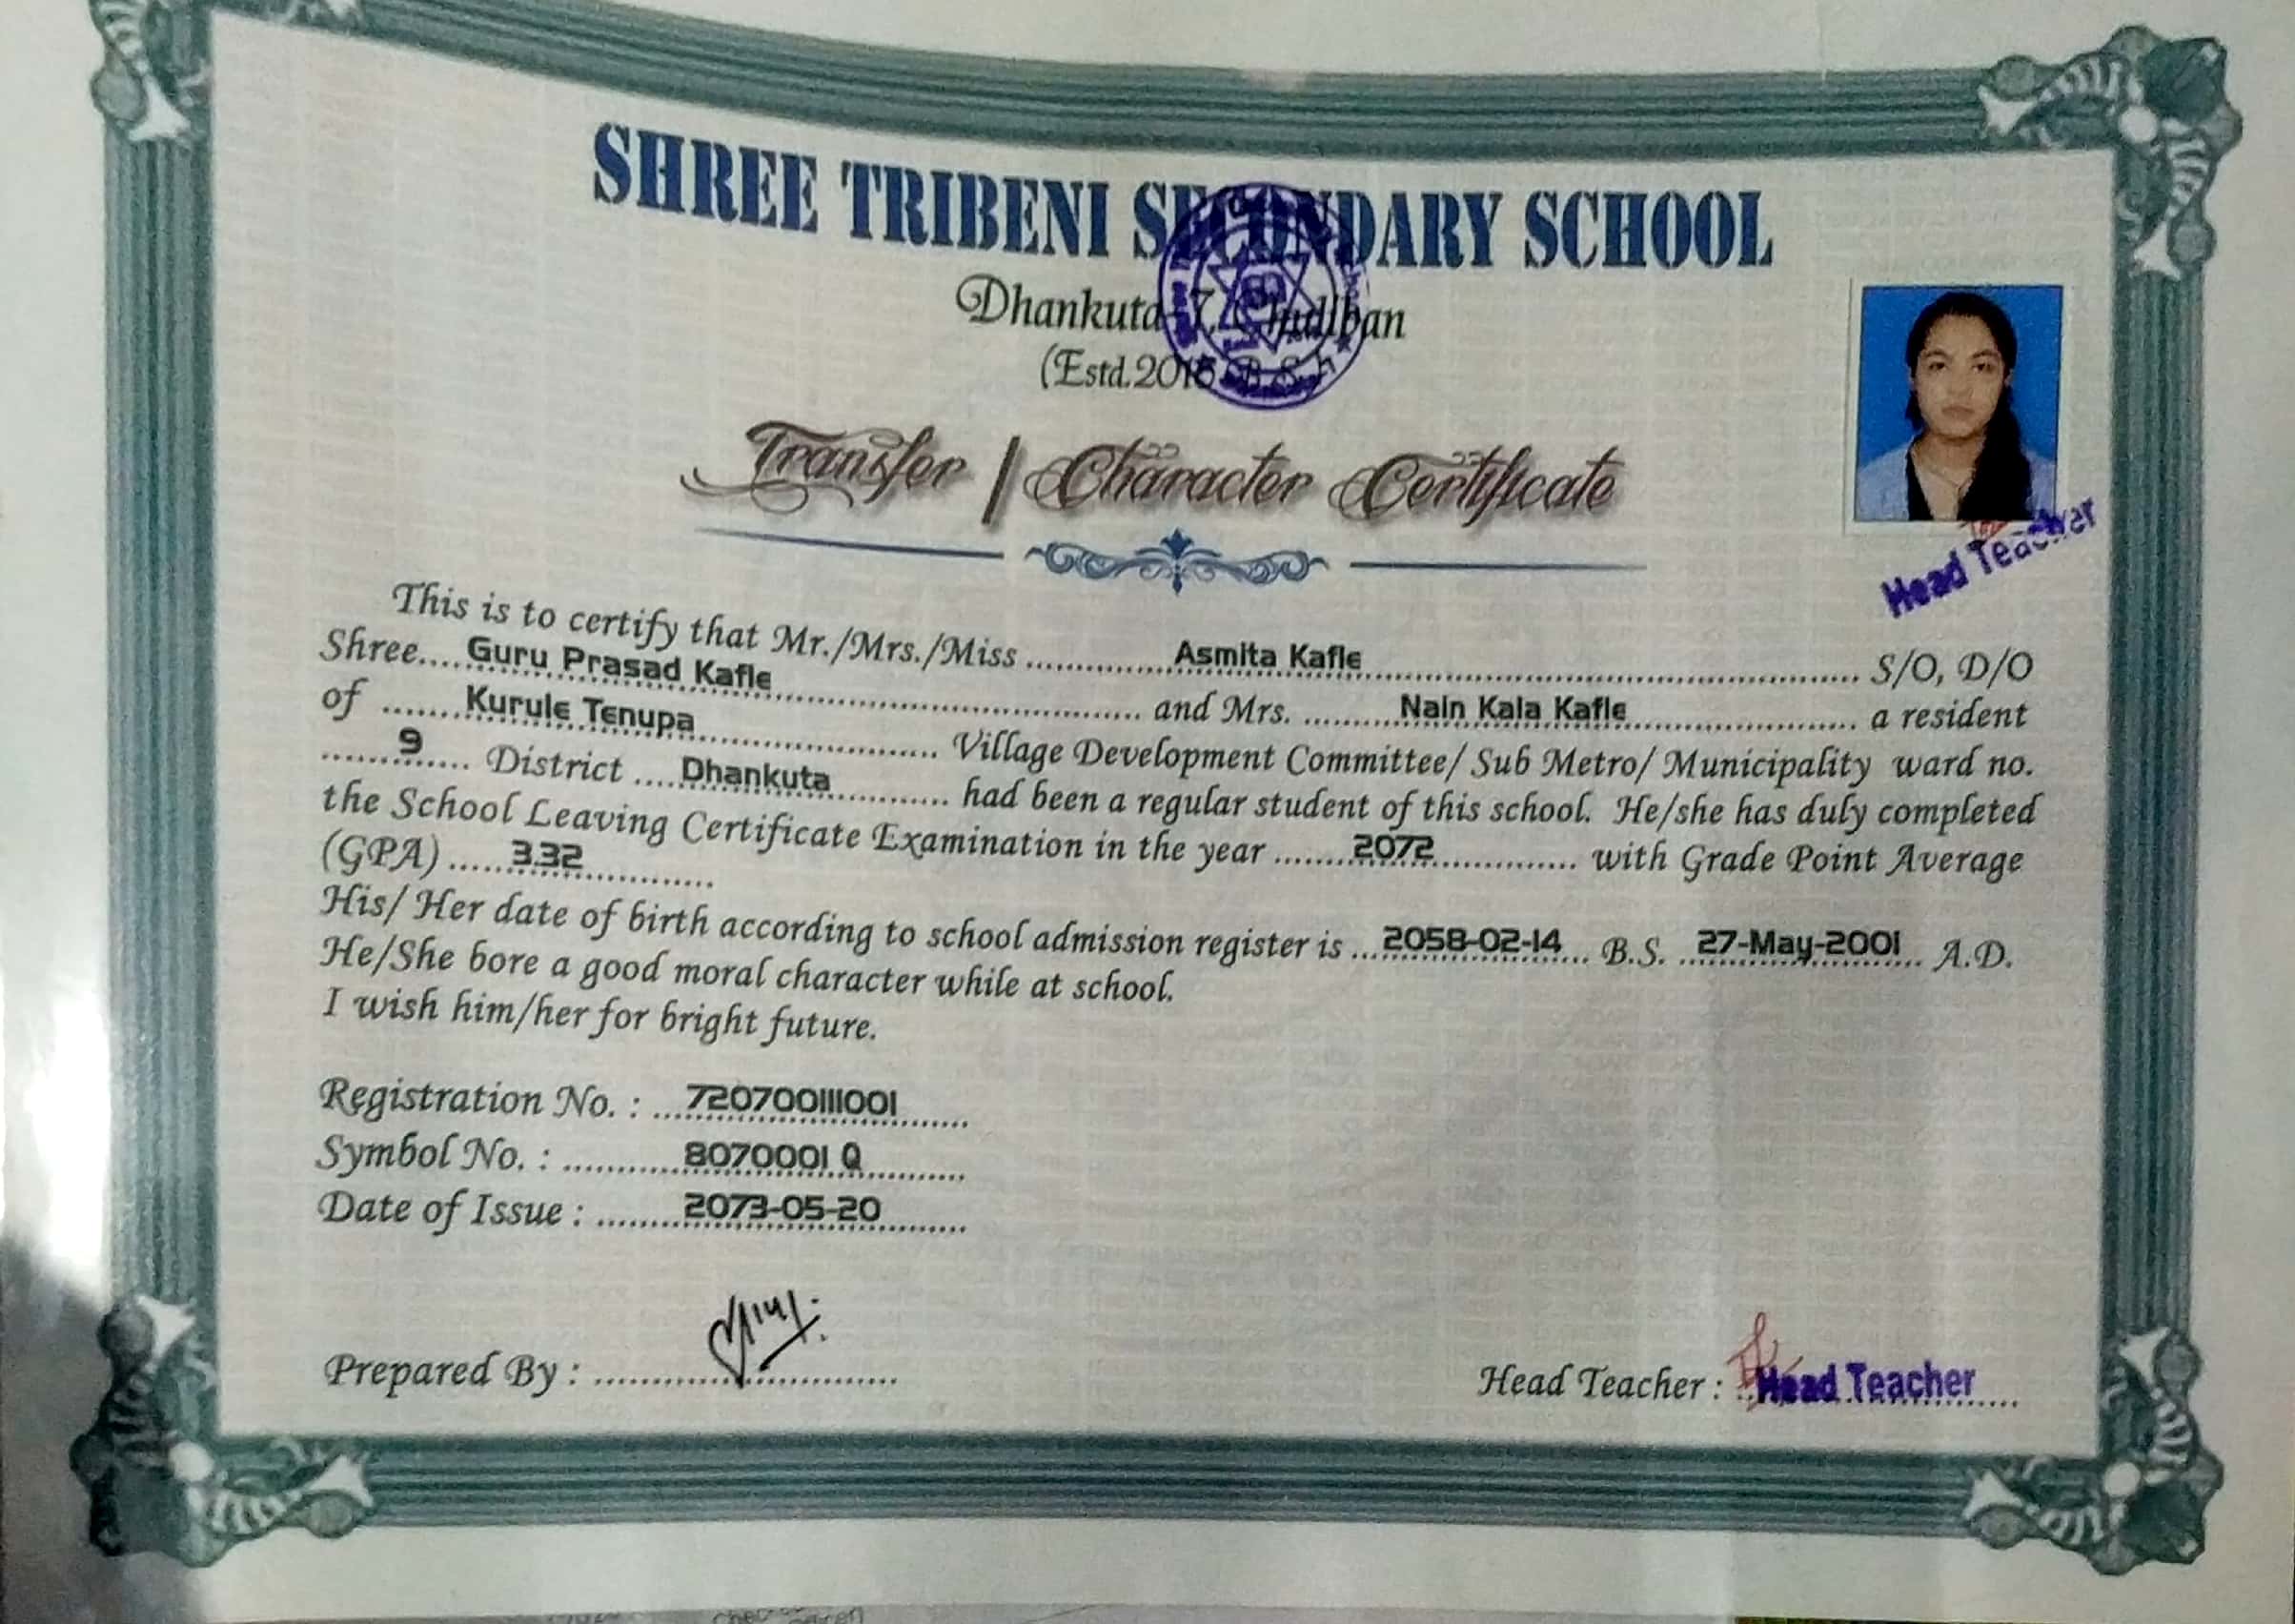 SHREE TRIBENI SECONDARY SCHOOL
Dhankuta-7,
(Estd.2015 B.S.)
Transfer / Character Certificate
Head Teacher
This is to certify that Mr./Mrs./Miss ............... Asmita Kafle ............... S/O, D/O
Shree.... Guru Prasad Kafle ............... and Mrs. .......... Nain Kala Kafle ............... a resident
of ....... Kurule Tenupa ............... Village Development Committee/ Sub Metro/ Municipality ward no.
....... 9 ....... District .... Dhankuta ............ had been a regular student of this school. He/she has duly completed
the School Leaving Certificate Examination in the year ....... 2072 ............... with Grade Point Average
(GPA) ..... 3.32 ...............
His/ Her date of birth according to school admission register is ... 2058-02-14 ... B.S. ... 27-May-2001 ... A.D.
He/She bore a good moral character while at school.
I wish him/her for bright future.
Registration No. : ... 720700111001 .......
Symbol No. : ........... 8070001 Q ...........
Date of Issue : ........ 2073-05-20 ........
Prepared By : ..............................
Head Teacher : Head Teacher ....